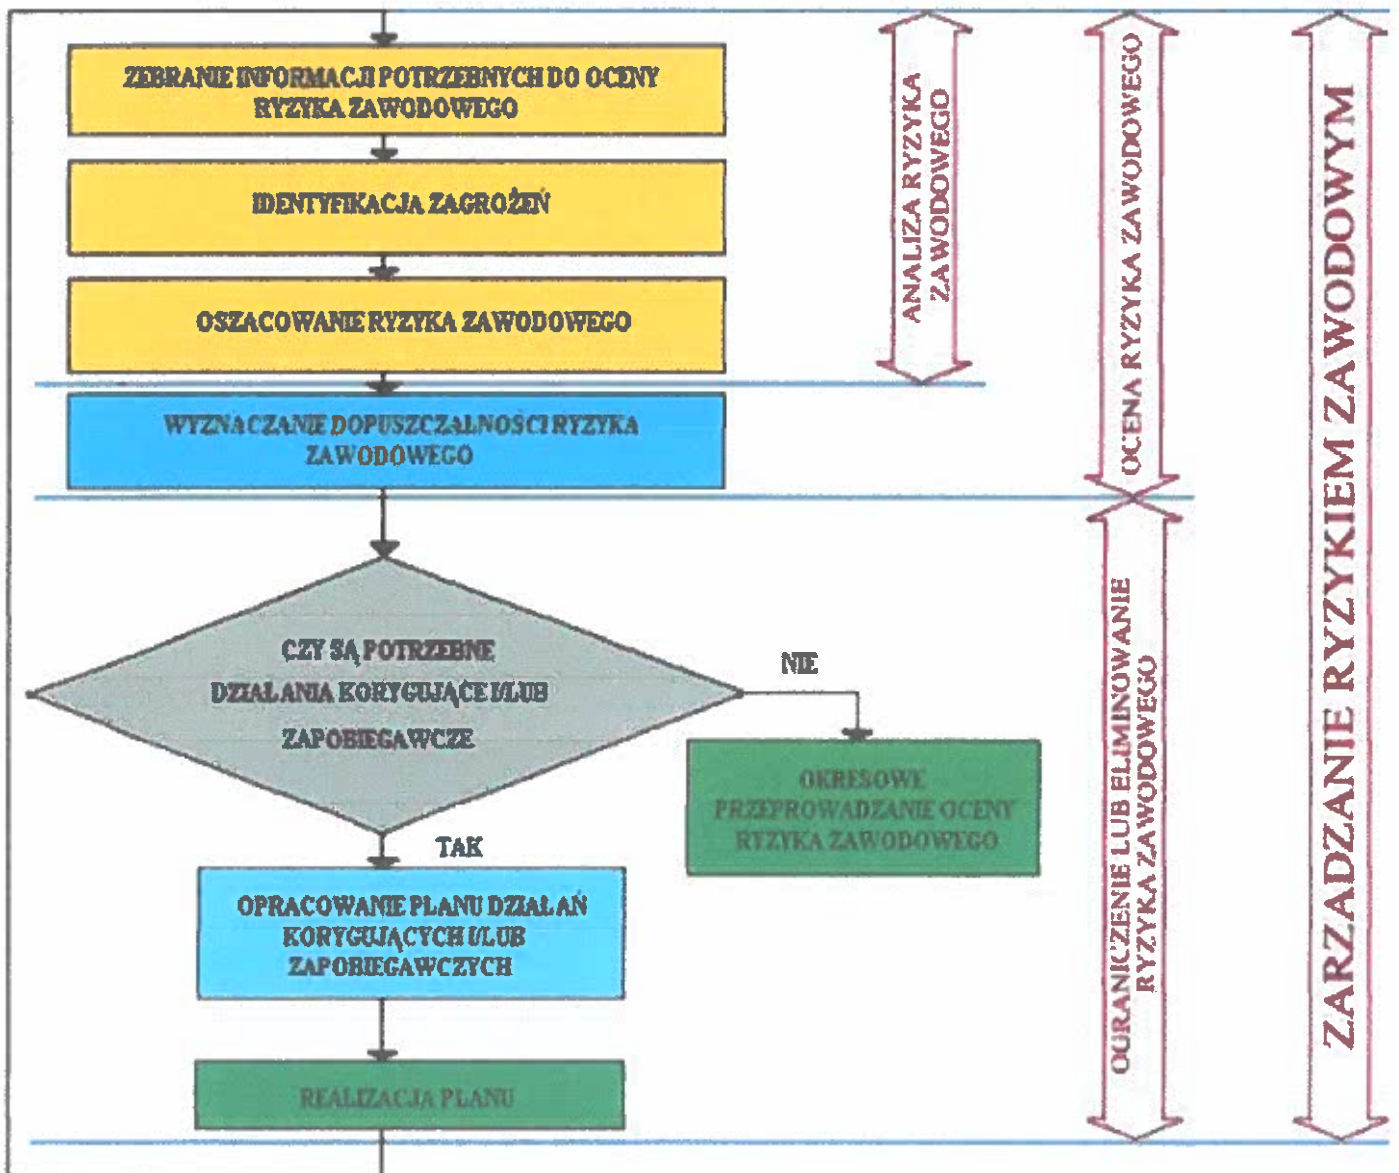 ZEBRANIE INFORMACJI POTRZEBNYCH DO OCENY
RYZYKA ZAWODOWEGO
IDENTYFIKACJA ZAGROŻEŃ
OSZACOWANIE RYZYKA ZAWODOWEGO
WYZNACZANIE DOPUSZCZALNOŚCI RYZYKA
ZAWODOWEGO
CZY SĄ POTRZEBNE
DZIAŁANIA KORYGUJĄCE I/LUB
ZAPOBIEGAWCZE
NIE
OKRESOWE
PRZEPROWADZANIE OCENY
RYZYKA ZAWODOWEGO
TAK
OPRACOWANIE PLANU DZIAŁAŃ
KORYGUJĄCYCH I/LUB
ZAPOBIEGAWCZYCH
REALIZACJA PLANU
ANALIZA RYZYKA
ZAWODOWEGO
OCENA RYZYKA ZAWODOWEGO
OGRANICZENIE LUB ELIMINOWANIE
RYZYKA ZAWODOWEGO
ZARZADZANIE RYZYKIEM ZAWODOWYM